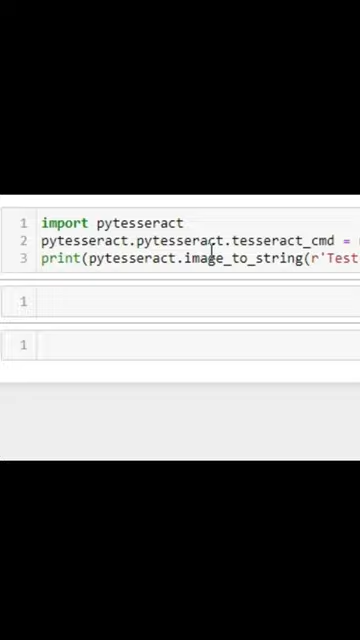 1 import pytesseract
2 pytesseract.pytesseract.tesseract_cmd =
3 print(pytesseract.image_to_string(r'Test
1
1